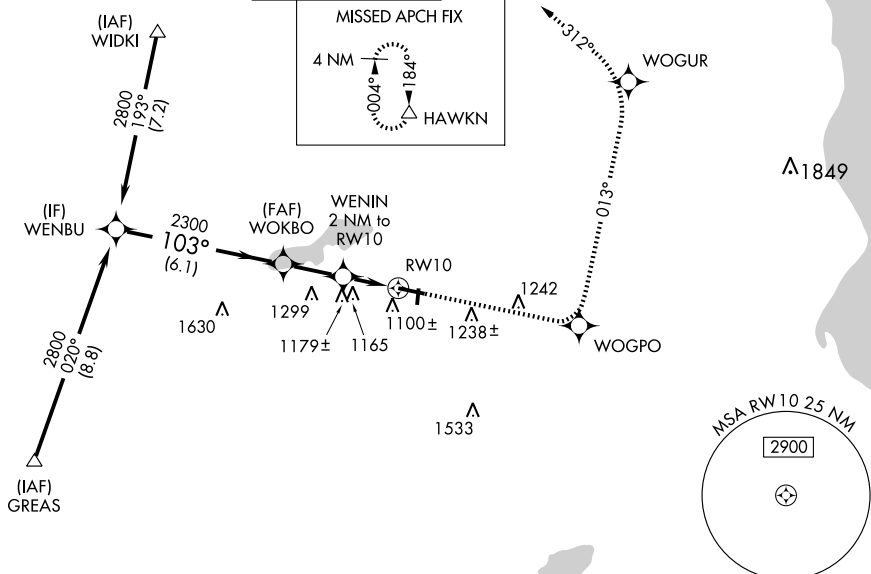 MISSED APCH FIX
4 NM
004°
184°
HAWKN
(IAF)
WIDKI
2800
193°
(7.2)
312°
WOGUR
013°
1849
(IF)
WENBU
2300
103°
(6.1)
(FAF)
WOKBO
WENIN
2 NM to
RW10
RW10
1630
1299
1179±
1165
1100±
1238±
1242
WOGPO
2800
020°
(8.8)
(IAF)
GREAS
1533
MSA RW10 25 NM
2900